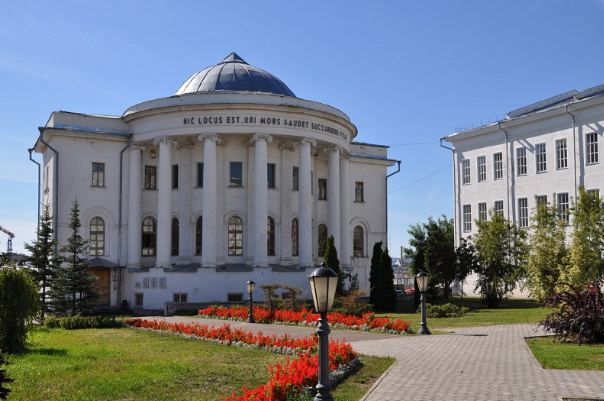 HIC LOCUS EST, UBI MORS GAUDET SUCCURRERE VITAE